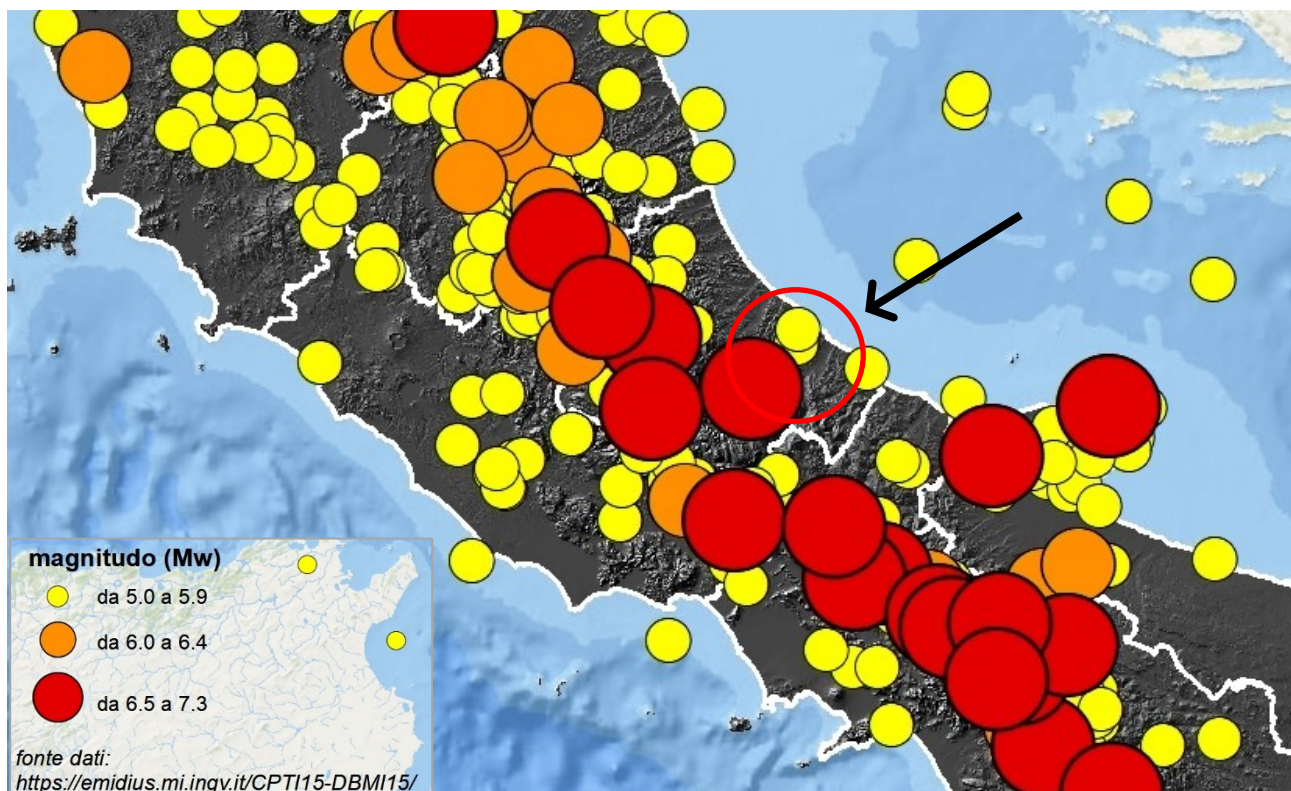 magnitudo (Mw)
da 5.0 a 5.9
da 6.0 a 6.4
da 6.5 a 7.3
fonte dati:
https://emidius.mi.ingv.it/CPTI15-DBMI15/